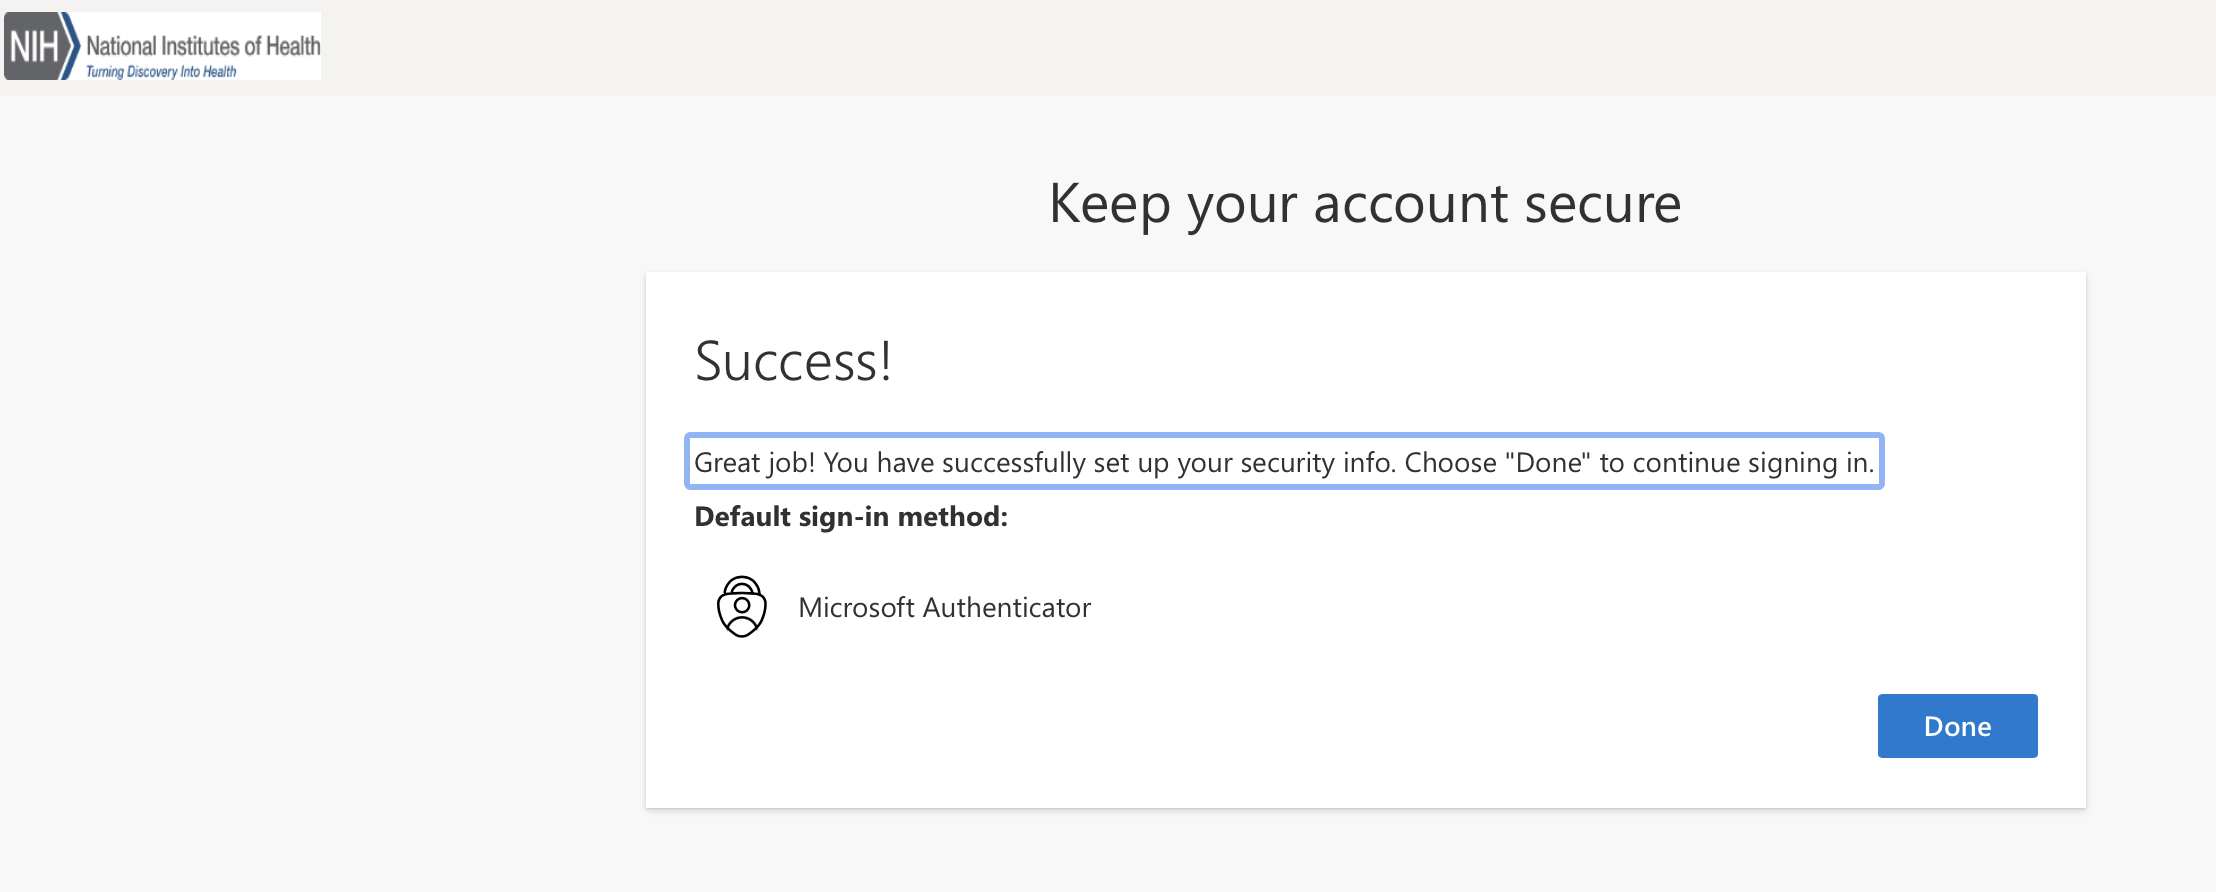 NIH National Institutes of Health
Turning Discovery Into Health
Keep your account secure
Success!
Great job! You have successfully set up your security info. Choose "Done" to continue signing in.
Default sign-in method:
Microsoft Authenticator
Done